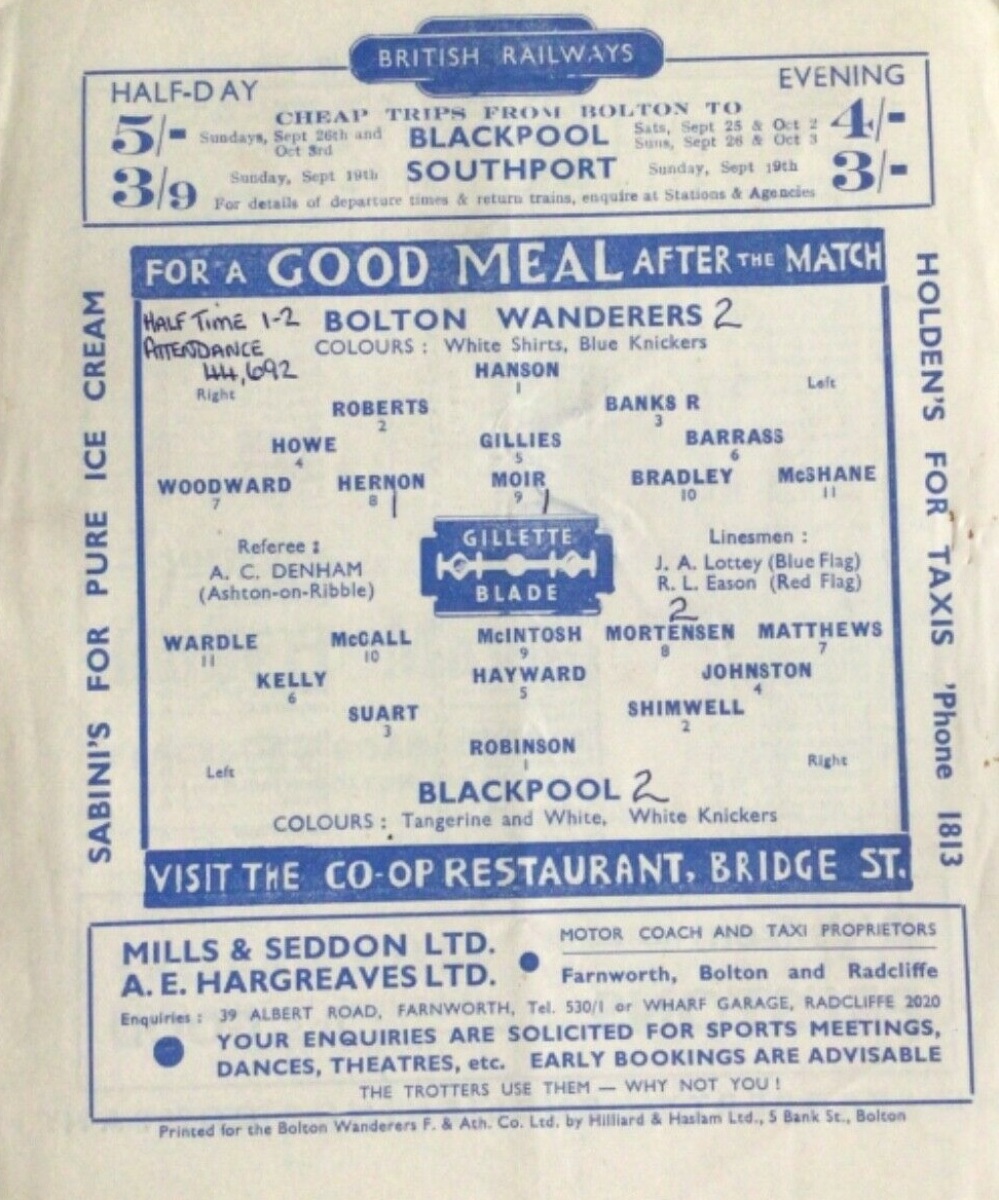 BRITISH RAILWAYS
HALF-DAY
EVENING
CHEAP TRIPS FROM BOLTON TO
5/- Sundays, Sept 26th and Oct 3rd BLACKPOOL Sats, Sept 25 & Oct 2 Suns, Sept 26 & Oct 3 4/-
3/9 Sunday, Sept 19th SOUTHPORT Sunday, Sept 19th 3/-
For details of departure times & return trains, enquire at Stations & Agencies
FOR A GOOD MEAL AFTER THE MATCH
SABINI'S FOR PURE ICE CREAM
HOLDEN'S FOR TAXIS 'Phone 1813
HALF TIME 1-2 BOLTON WANDERERS 2
ATTENDANCE COLOURS : White Shirts, Blue Knickers
44,692 HANSON
1
Right Left
ROBERTS BANKS R
2 3
HOWE GILLIES BARRASS
4 5 6
WOODWARD HERNON MOIR BRADLEY McSHANE
7 8 1 9 1 10 11
GILLETTE
BLADE
Referee :
A. C. DENHAM
(Ashton-on-Ribble)
Linesmen :
J. A. Lottey (Blue Flag)
R. L. Eason (Red Flag)
2
WARDLE McCALL McINTOSH MORTENSEN MATTHEWS
11 10 9 8 7
KELLY HAYWARD JOHNSTON
6 5 4
SUART SHIMWELL
3 2
ROBINSON
1
Left Right
BLACKPOOL 2
COLOURS : Tangerine and White, White Knickers
VISIT THE CO-OP RESTAURANT, BRIDGE ST.
MILLS & SEDDON LTD.
A. E. HARGREAVES LTD.
MOTOR COACH AND TAXI PROPRIETORS
Farnworth, Bolton and Radcliffe
Enquiries : 39 ALBERT ROAD, FARNWORTH, Tel. 530/1 or WHARF GARAGE, RADCLIFFE 2020
YOUR ENQUIRIES ARE SOLICITED FOR SPORTS MEETINGS,
DANCES, THEATRES, etc. EARLY BOOKINGS ARE ADVISABLE
THE TROTTERS USE THEM — WHY NOT YOU !
Printed for the Bolton Wanderers F. & Ath. Co. Ltd. by Hilliard & Haslam Ltd., 5 Bank St., Bolton